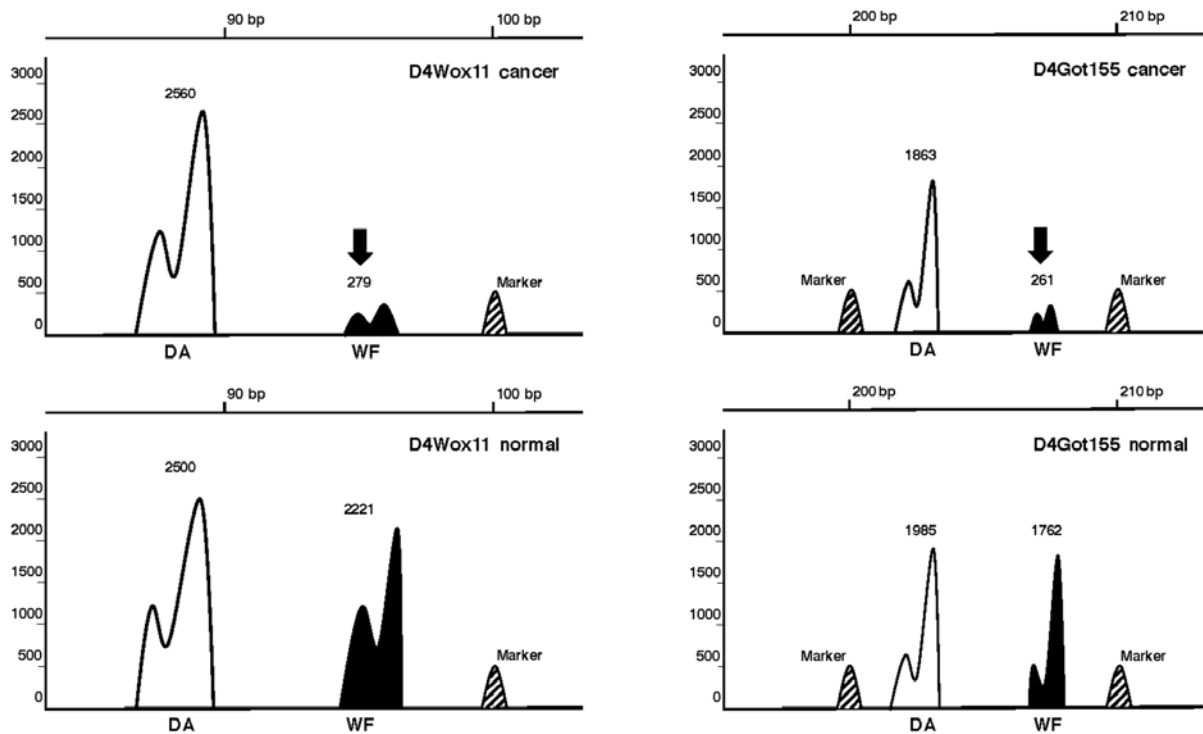 90 bp 100 bp
D4Wox11 cancer
3000
2500
2000
1500
1000
500
0
2560
279
Marker
DA WF
200 bp 210 bp
D4Got155 cancer
3000
2500
2000
1500
1000
500
0
1863
261
Marker
Marker
DA WF
90 bp 100 bp
D4Wox11 normal
3000
2500
2000
1500
1000
500
0
2500
2221
Marker
DA WF
200 bp 210 bp
D4Got155 normal
3000
2500
2000
1500
1000
500
0
1985 1762
Marker
Marker
DA WF